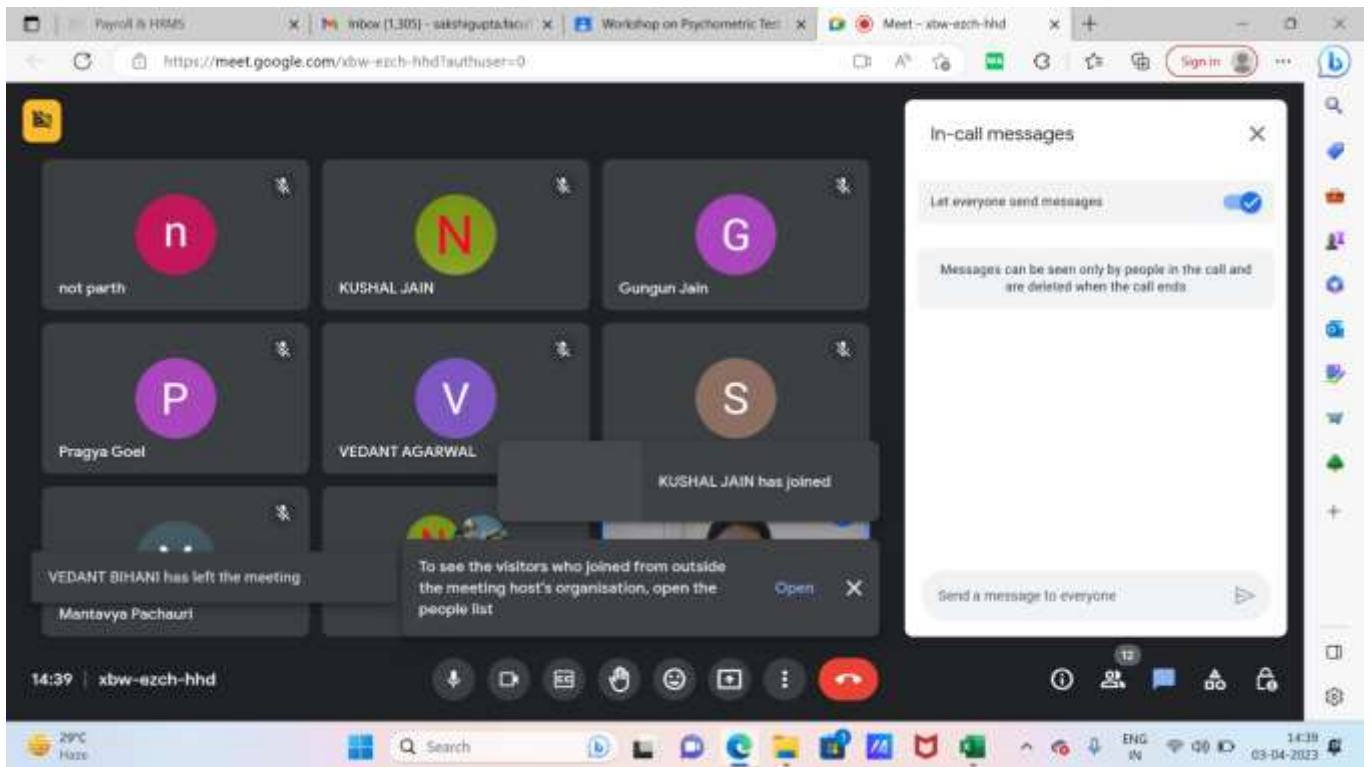 Payroll & HRMS
Inbox (1,305) - sakshigupta.facul
Workshop on Psychometric Test
Meet - xbw-ezch-hhd
https://meet.google.com/xbw-ezch-hhd?authuser=0
Sign in
In-call messages
Let everyone send messages
Messages can be seen only by people in the call and
are deleted when the call ends
n
not parth
N
KUSHAL JAIN
G
Gungun Jain
P
Pragya Goel
V
VEDANT AGARWAL
S
KUSHAL JAIN has joined
VEDANT BIHANI has left the meeting
Mantavya Pachauri
To see the visitors who joined from outside
the meeting host's organisation, open the
people list
Open
Send a message to everyone
14:39 | xbw-ezch-hhd
12
29°C
Haze
Search
ENG
IN
14:39
03-04-2023